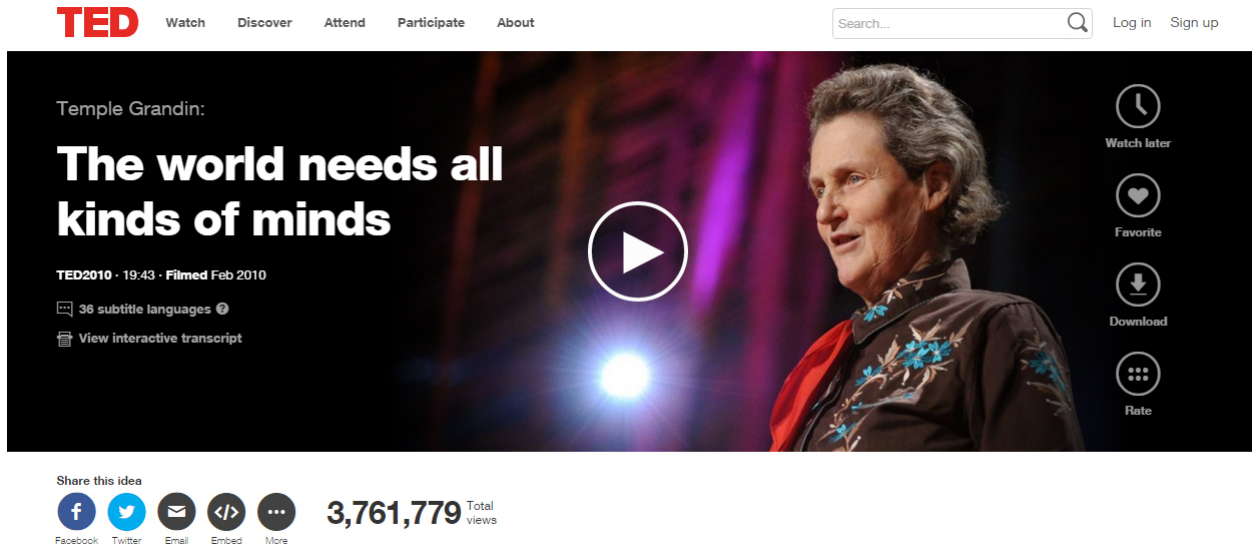 TED
Watch Discover Attend Participate About
Search...
Log in Sign up
Temple Grandin:
The world needs all
kinds of minds
TED2010 · 19:43 · Filmed Feb 2010
36 subtitle languages ?
View interactive transcript
Watch later
Favorite
Download
Rate
Share this idea
Facebook Twitter Email Embed More
3,761,779 Total
views